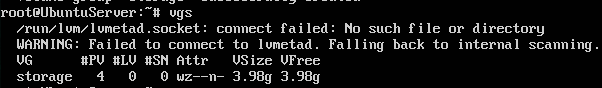 root@UbuntuServer:~# vgs
/run/lvm/lvmetad.socket: connect failed: No such file or directory
WARNING: Failed to connect to lvmetad. Falling back to internal scanning.
VG #PV #LV #SN Attr VSize VFree
storage 4 0 0 wz--n- 3.98g 3.98g